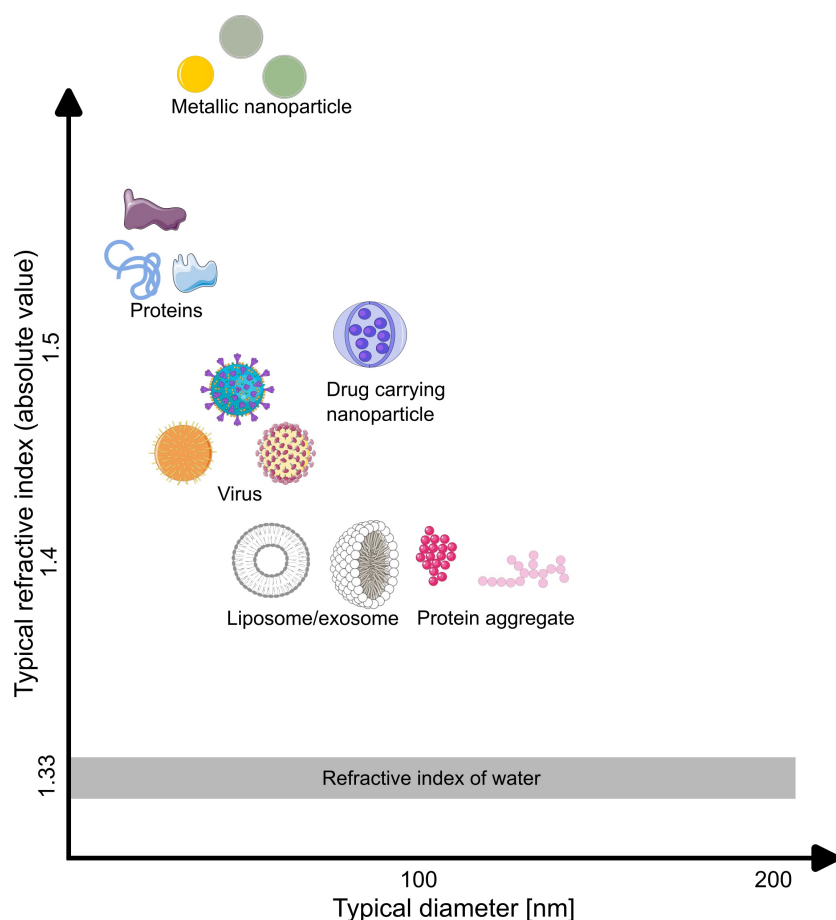 Metallic nanoparticle
Proteins
Drug carrying
nanoparticle
Virus
Liposome/exosome
Protein aggregate
Refractive index of water
Typical refractive index (absolute value)
1.5
1.4
1.33
100
200
Typical diameter [nm]